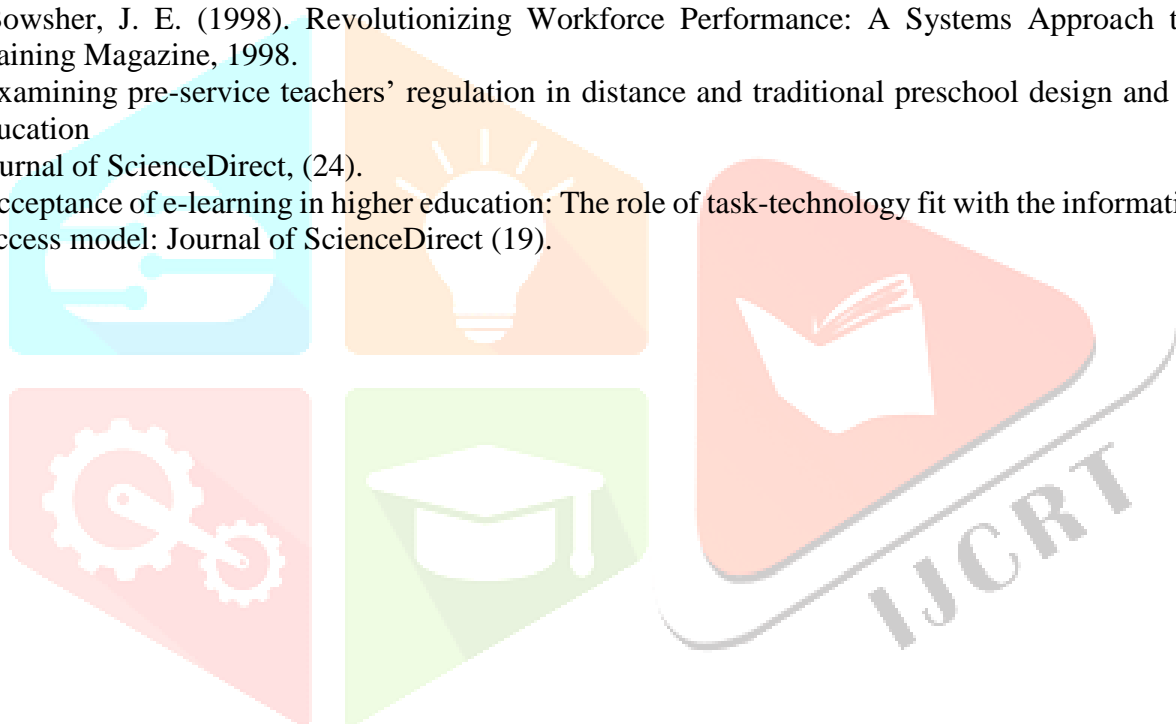 Bowsher, J. E. (1998). Revolutionizing Workforce Performance: A Systems Approach t
aining Magazine, 1998.
xamining pre-service teachers’ regulation in distance and traditional preschool design and
ucation
urnal of ScienceDirect, (24).
cceptance of e-learning in higher education: The role of task-technology fit with the informati
ccess model: Journal of ScienceDirect (19).
IJCRT